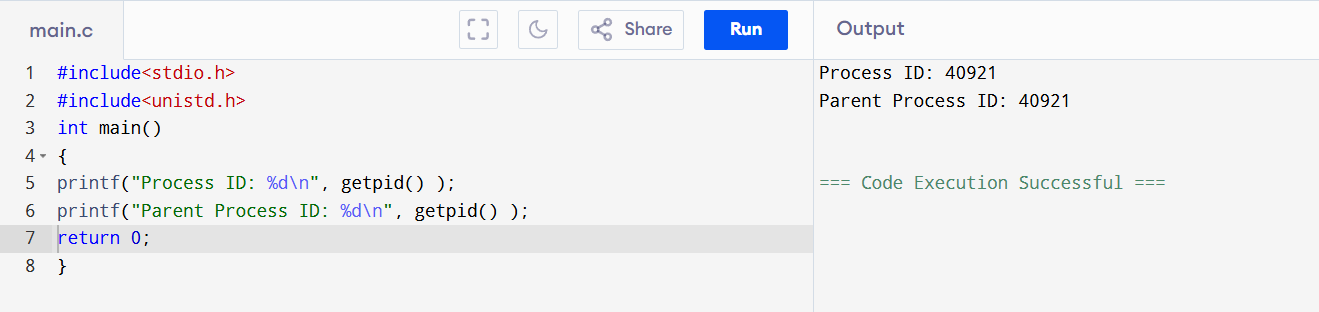 main.c
Share
Run
Output
1 #include<stdio.h>
2 #include<unistd.h>
3 int main()
4 {
5 printf("Process ID: %d\n", getpid() );
6 printf("Parent Process ID: %d\n", getpid() );
7 return 0;
8 }
Process ID: 40921
Parent Process ID: 40921
=== Code Execution Successful ===